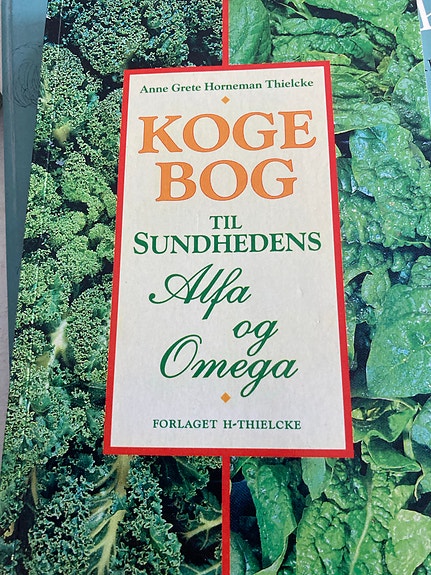 Anne Grete Horneman Thielcke
KOGE
BOG
TIL
SUNDHEDENS
Alfa
og
Omega
FORLAGET H-THIELCKE